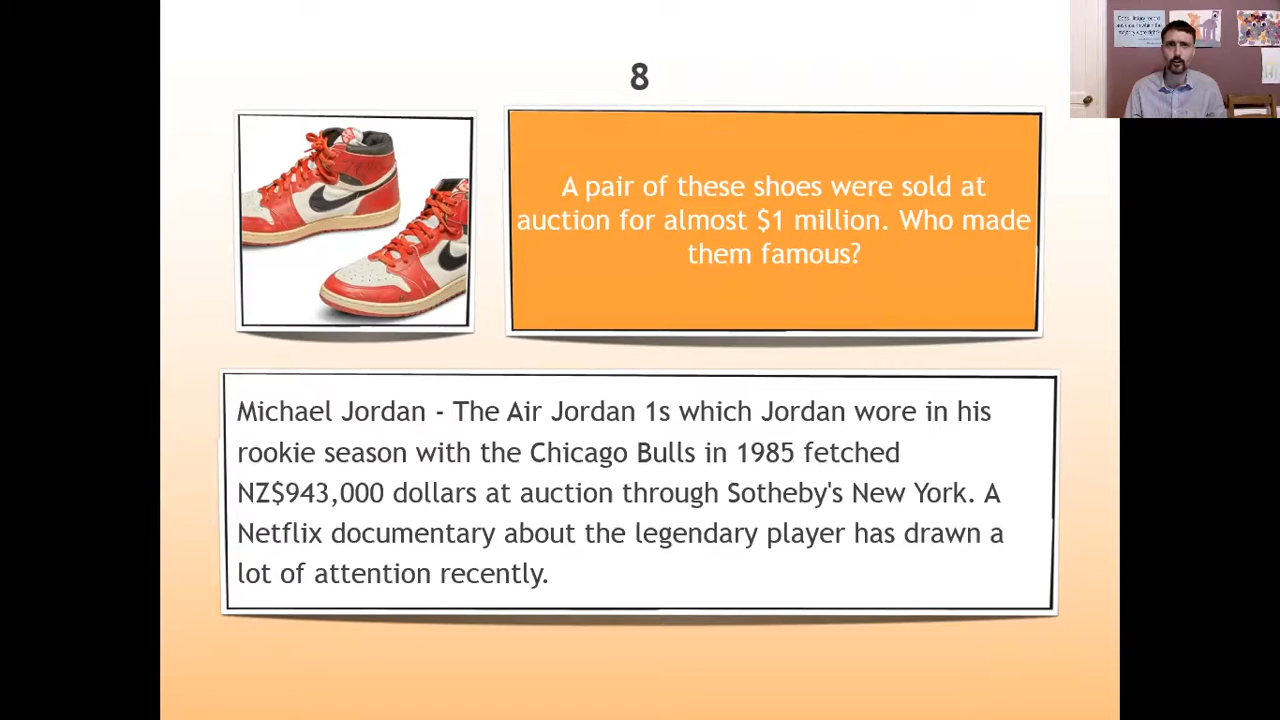 8
A pair of these shoes were sold at
auction for almost $1 million. Who made
them famous?
Michael Jordan - The Air Jordan 1s which Jordan wore in his
rookie season with the Chicago Bulls in 1985 fetched
NZ$943,000 dollars at auction through Sotheby's New York. A
Netflix documentary about the legendary player has drawn a
lot of attention recently.